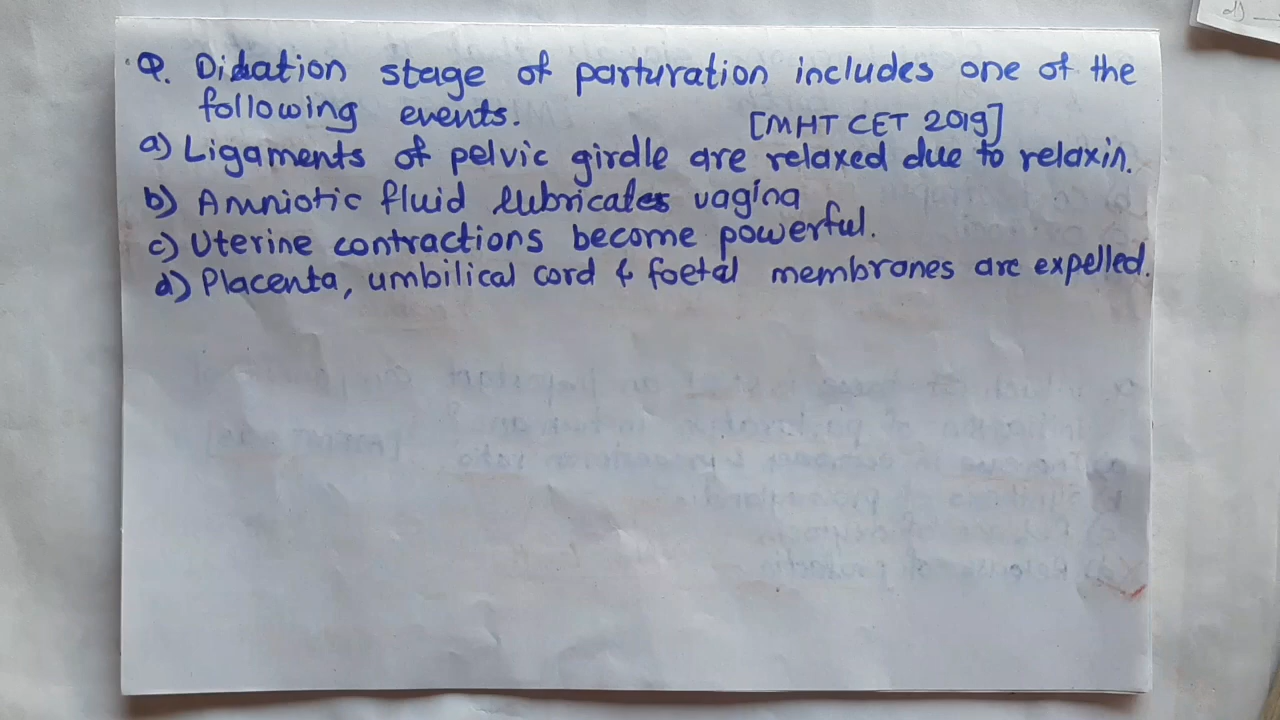 Q. Didation stage of parturation includes one of the
following events. [MHT CET 2019]
a) Ligaments of pelvic girdle are relaxed due to relaxin.
b) Amniotic fluid lubricates vagina
c) Uterine contractions become powerful.
d) Placenta, umbilical cord & foetal membranes are expelled.